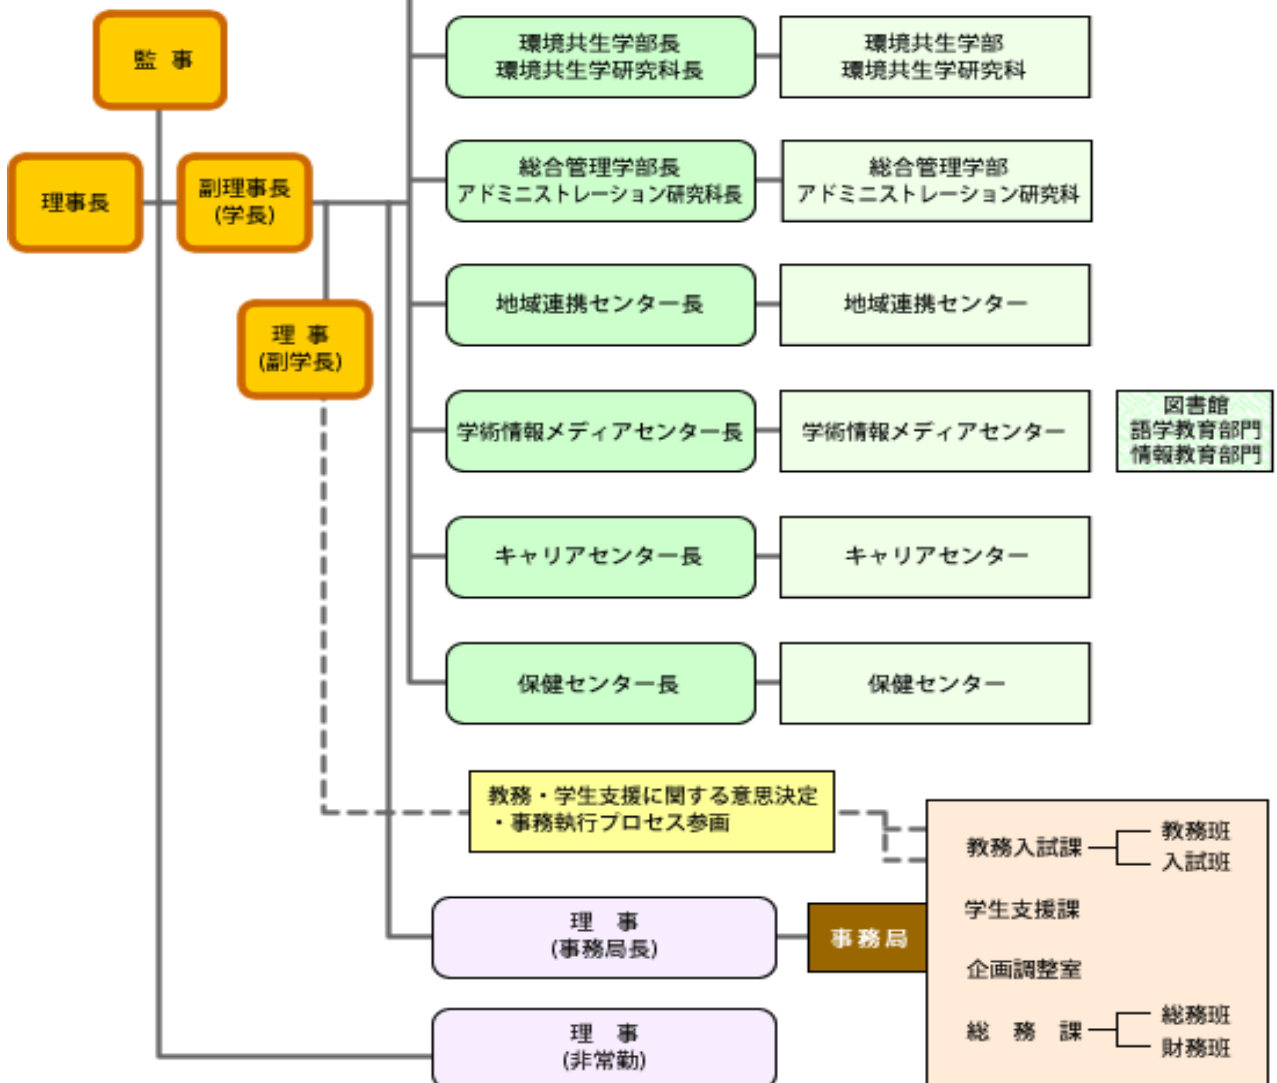 監 事
理事長
副理事長
(学長)
理 事
(副学長)
環境共生学部長
環境共生学研究科長
環境共生学部
環境共生学研究科
総合管理学部長
アドミニストレーション研究科長
総合管理学部
アドミニストレーション研究科
地域連携センター長
地域連携センター
学術情報メディアセンター長
学術情報メディアセンター
図書館
語学教育部門
情報教育部門
キャリアセンター長
キャリアセンター
保健センター長
保健センター
教務・学生支援に関する意思決定
・事務執行プロセス参画
理 事
(事務局長)
事務局
教務入試課
教務班
入試班
学生支援課
企画調整室
総 務 課
総務班
財務班
理 事
(非常勤)